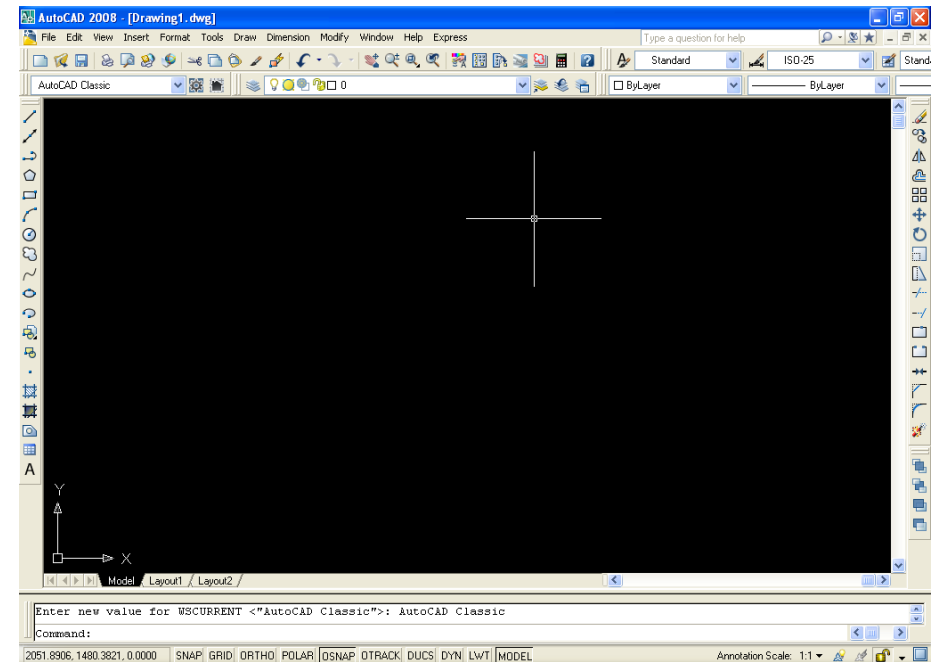 AutoCAD 2008 - [Drawing1.dwg]
File Edit View Insert Format Tools Draw Dimension Modify Window Help Express Type a question for help
Standard ISO-25 Stand
AutoCAD Classic 0 ByLayer ByLayer
A
Y
X
Model Layout1 Layout2
Enter new value for WSCURRENT <"AutoCAD Classic">: AutoCAD Classic
Command:
2051.8906, 1480.3821, 0.0000 SNAP GRID ORTHO POLAR OSNAP OTRACK DUCS DYN LWT MODEL Annotation Scale: 1:1